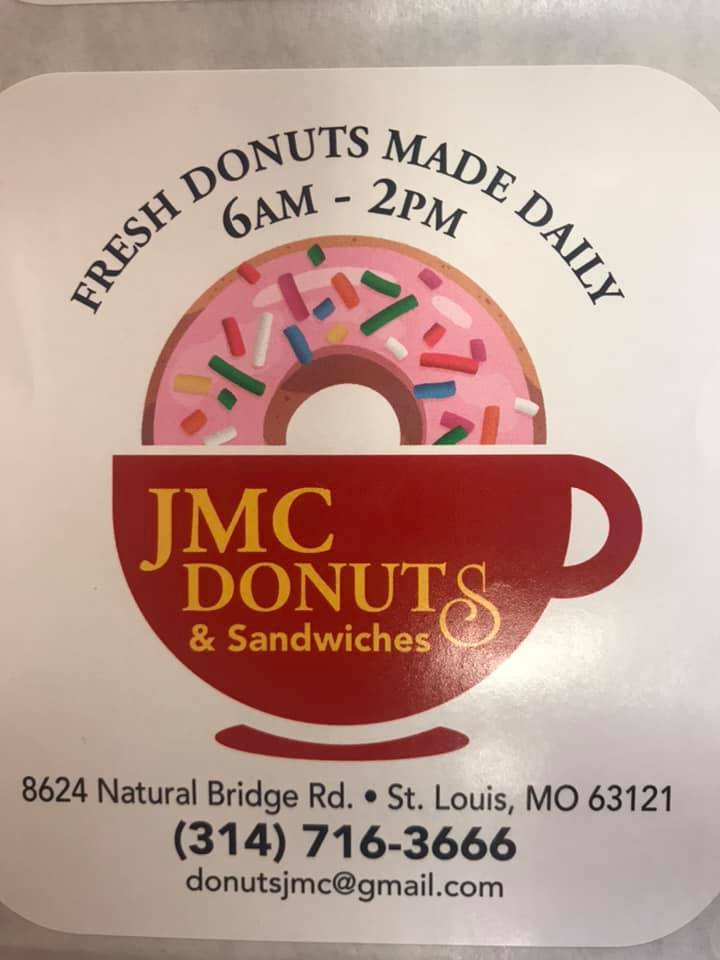 FRESH DONUTS MADE DAILY
6AM - 2PM
JMC
DONUTS
& Sandwiches
8624 Natural Bridge Rd. • St. Louis, MO 63121
(314) 716-3666
donutsjmc@gmail.com